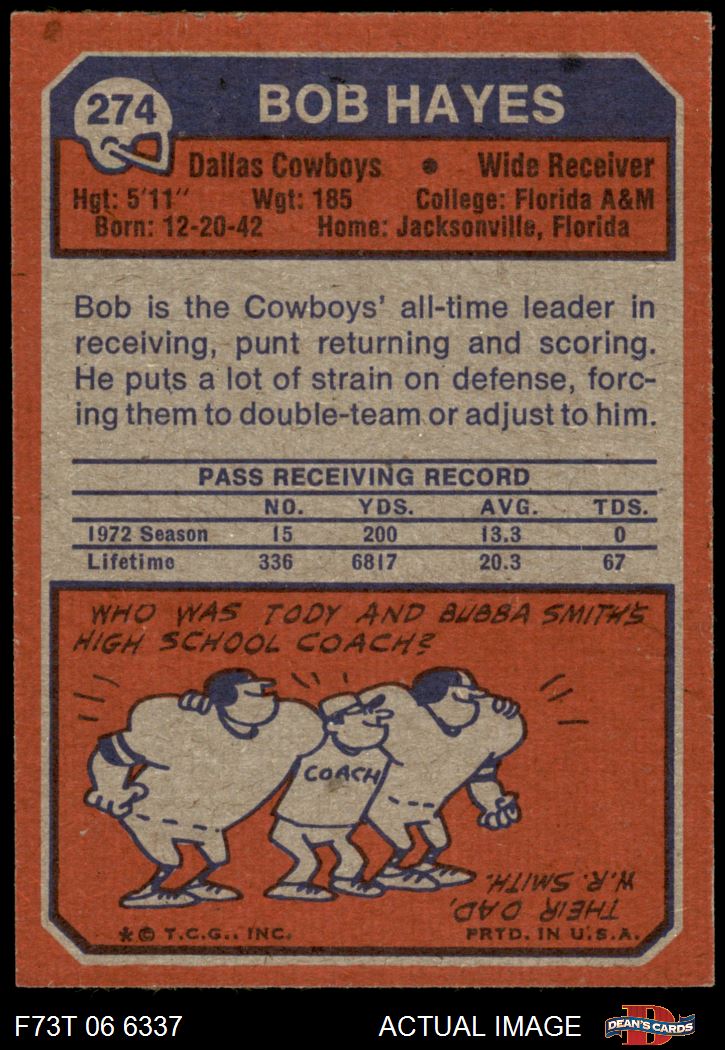 274
BOB HAYES
Dallas Cowboys • Wide Receiver
Hgt: 5'11" Wgt: 185 College: Florida A&M
Born: 12-20-42 Home: Jacksonville, Florida
Bob is the Cowboys' all-time leader in
receiving, punt returning and scoring.
He puts a lot of strain on defense, forc-
ing them to double-team or adjust to him.
PASS RECEIVING RECORD
NO. YDS. AVG. TDS.
1972 Season 15 200 13.3 0
Lifetime 336 6817 20.3 67
WHO WAS TODY AND BUBBA SMITH'S
HIGH SCHOOL COACH?
COACH
THEIR DAD,
W.R. SMITH.
* © T.C.G., INC. PRTD. IN U.S.A.
F73T 06 6337 ACTUAL IMAGE
D
DEAN'S CARDS